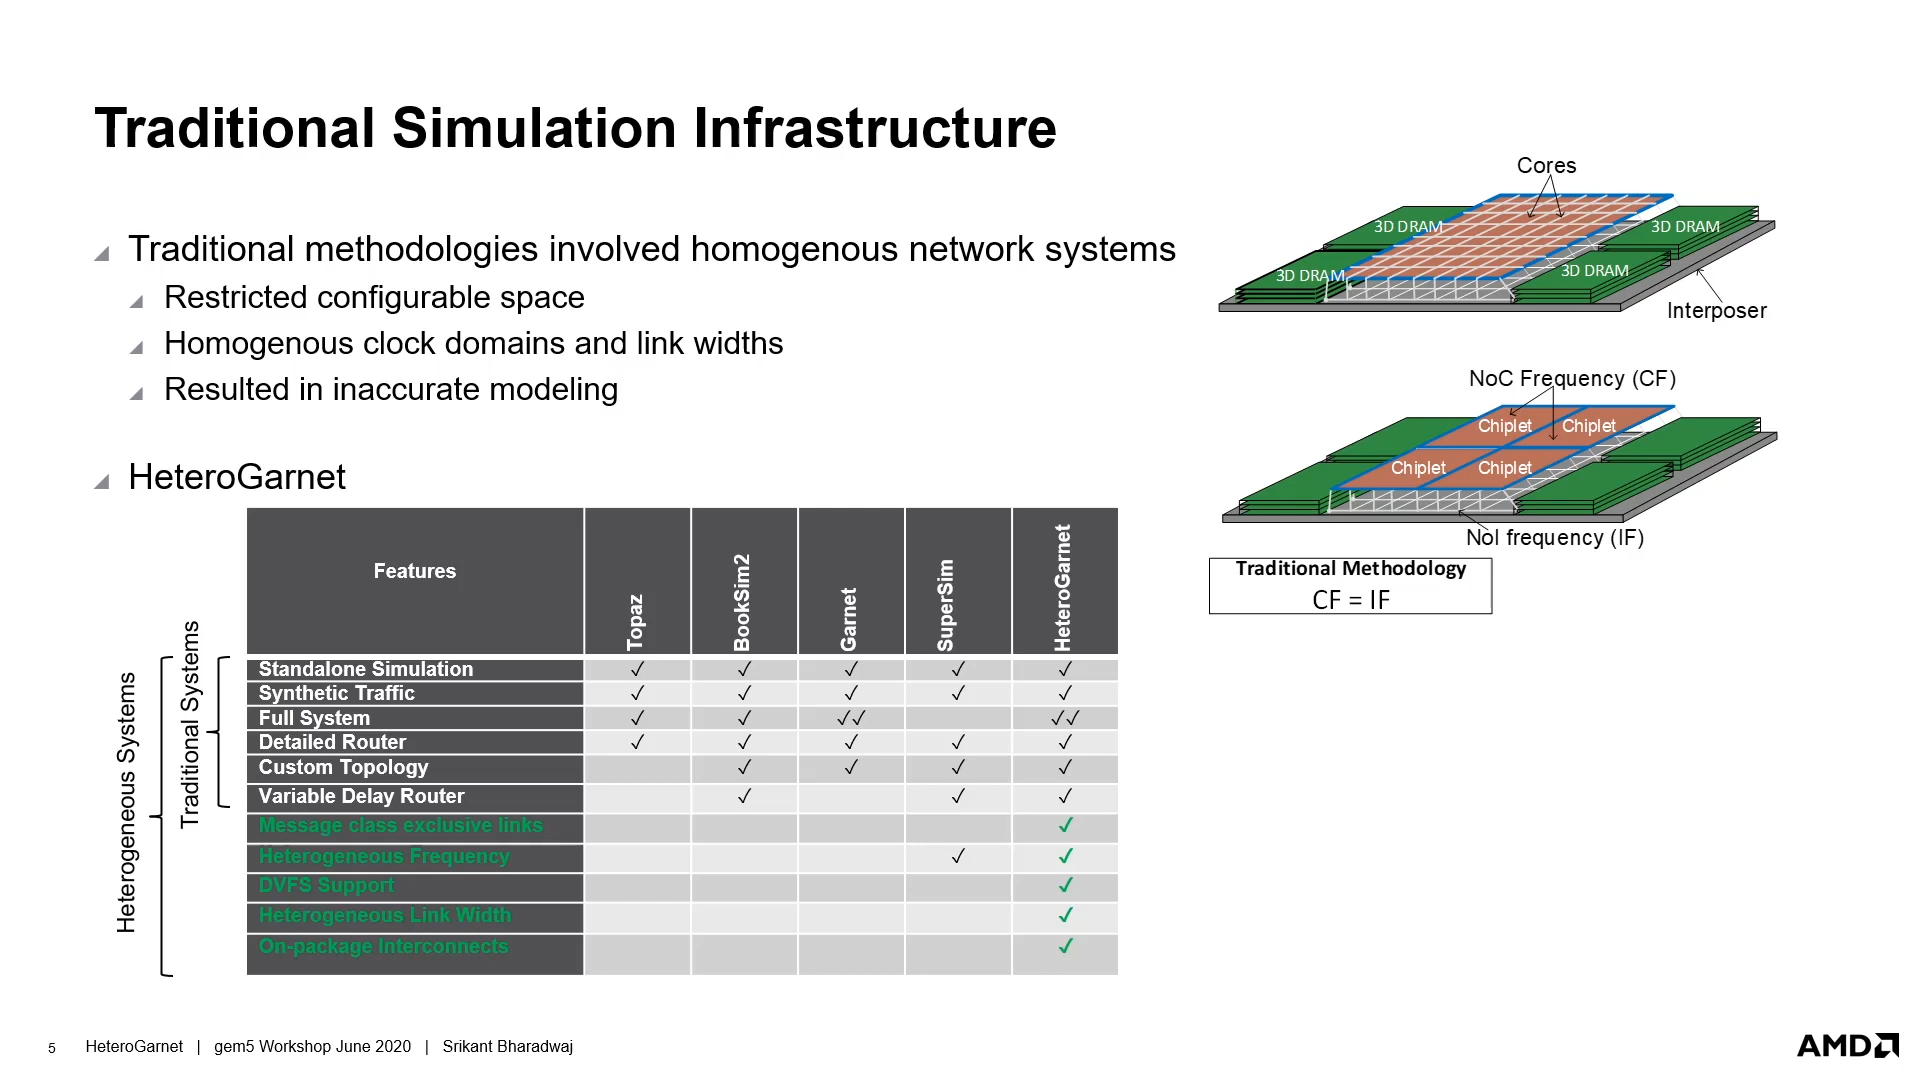 Traditional Simulation Infrastructure
Traditional methodologies involved homogenous network systems
Restricted configurable space
Homogenous clock domains and link widths
Resulted in inaccurate modeling
HeteroGarnet
Cores
3D DRAM
3D DRAM
3D DRAM
3D DRAM
Interposer
NoC Frequency (CF)
Chiplet Chiplet
Chiplet Chiplet
NoI frequency (IF)
Traditional Methodology
CF = IF
Heterogeneous Systems
Traditional Systems
Features Topaz BookSim2 Garnet SuperSim HeteroGarnet
Standalone Simulation ✓ ✓ ✓ ✓ ✓
Synthetic Traffic ✓ ✓ ✓ ✓ ✓
Full System ✓ ✓ ✓✓ ✓✓
Detailed Router ✓ ✓ ✓ ✓ ✓
Custom Topology ✓ ✓ ✓ ✓
Variable Delay Router ✓ ✓ ✓
Message class exclusive links ✓
Heterogeneous Frequency ✓ ✓
DVFS Support ✓
Heterogeneous Link Width ✓
On-package Interconnects ✓
5 HeteroGarnet | gem5 Workshop June 2020 | Srikant Bharadwaj
AMD